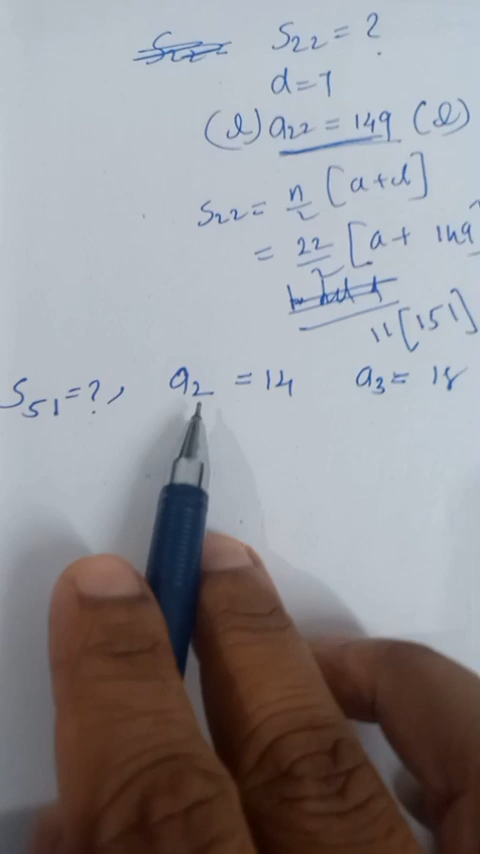 S₂₂ = ?
d = 7
(l) a₂₂ = 149 (l)
S₂₂ = n/2 [a+l]
= 22/2 [a + 149
11[151]
S₅₁ = ?, a₂ = 14 a₃ = 18